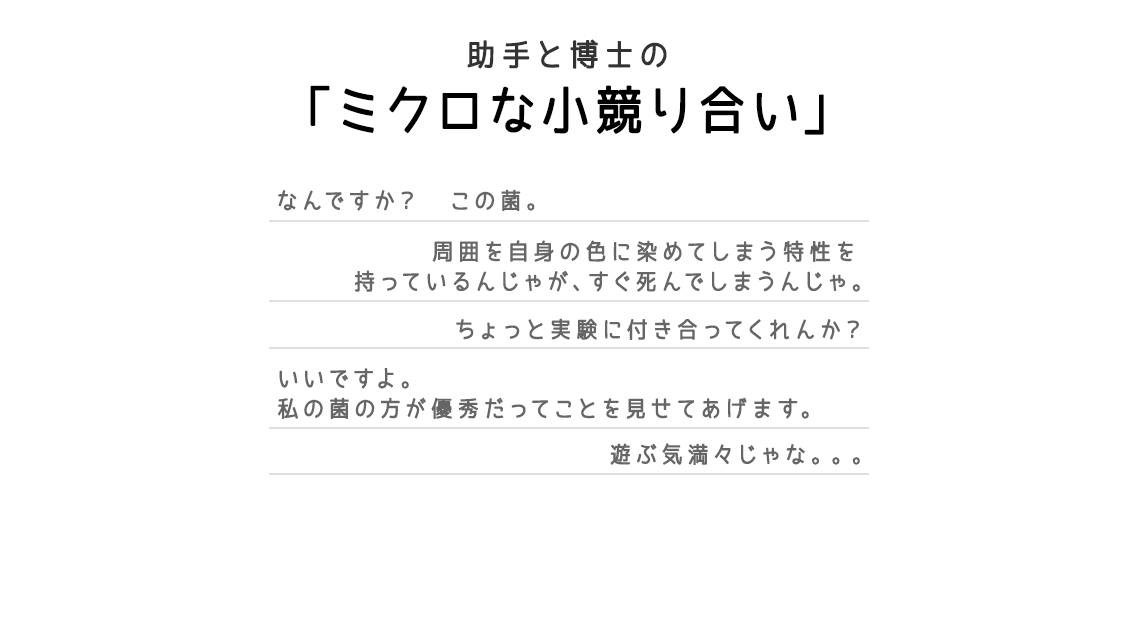 助手と博士の
「ミクロな小競り合い」
なんですか？　この菌。
周囲を自身の色に染めてしまう特性を
持っているんじゃが、すぐ死んでしまうんじゃ。
ちょっと実験に付き合ってくれんか？
いいですよ。
私の菌の方が優秀だってことを見せてあげます。
遊ぶ気満々じゃな。。。